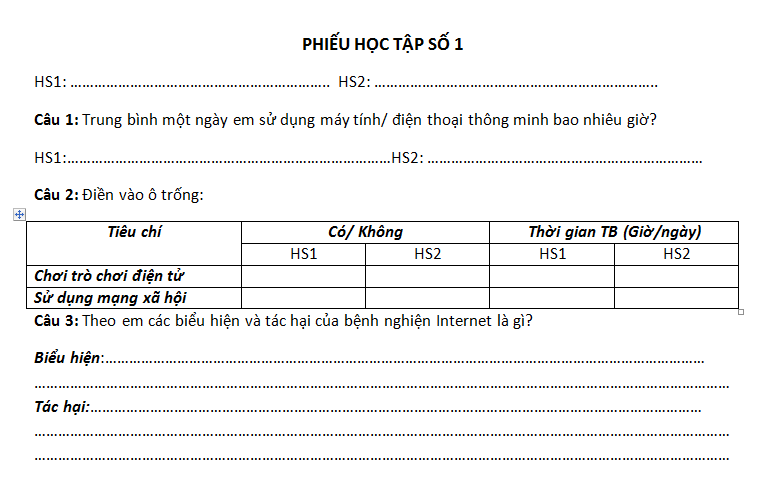 PHIẾU HỌC TẬP SỐ 1
HS1: ……………………………………………………….. HS2: ……………………………………………………………..
Câu 1: Trung bình một ngày em sử dụng máy tính/ điện thoại thông minh bao nhiêu giờ?
HS1:………………………………………………………………………HS2: ……………………………………………………………
Câu 2: Điền vào ô trống:
Tiêu chí Có/ Không Thời gian TB (Giờ/ngày)
HS1 HS2 HS1 HS2
Chơi trò chơi điện tử
Sử dụng mạng xã hội
Câu 3: Theo em các biểu hiện và tác hại của bệnh nghiện Internet là gì?
Biểu hiện:……………………………………………………………………………………………………………………………………
…………………………………………………………………………………………………………………………………………………………
Tác hại:………………………………………………………………………………………………………………………………………
…………………………………………………………………………………………………………………………………………………………
…………………………………………………………………………………………………………………………………………………………